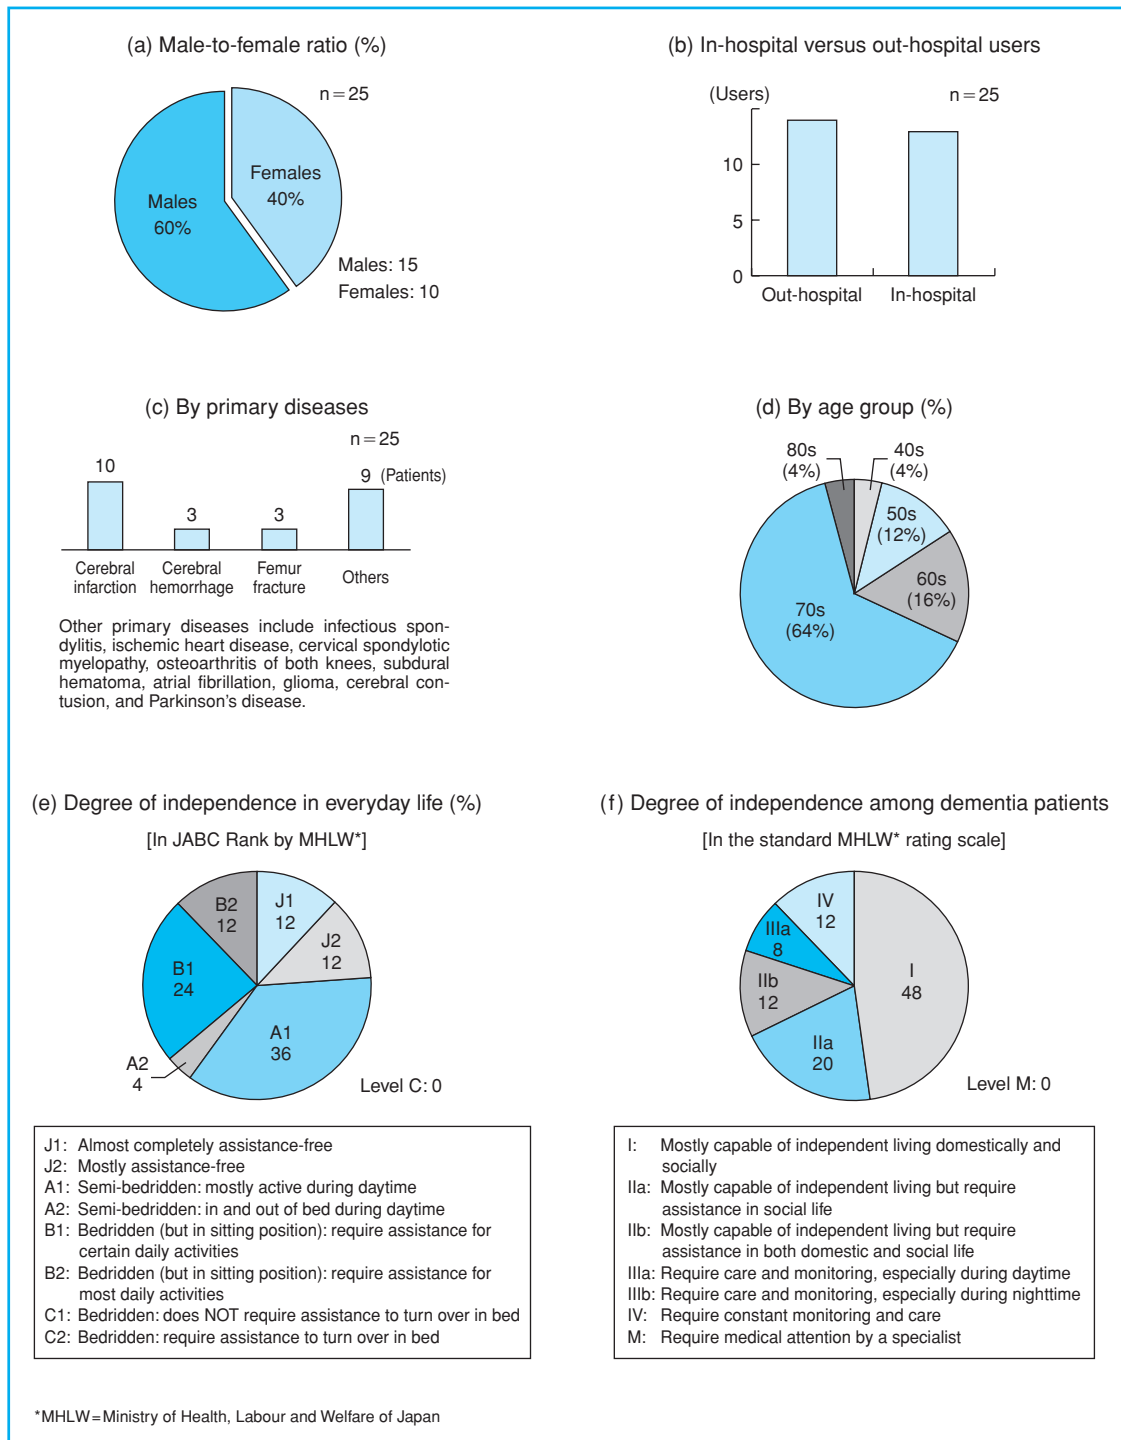 (a) Male-to-female ratio (%)
n=25
Females
40%
Males
60%
Males: 15
Females: 10
(b) In-hospital versus out-hospital users
(Users)
n=25
10
5
0
Out-hospital
In-hospital
(c) By primary diseases
n=25
10
3
3
9 (Patients)
Cerebral infarction
Cerebral hemorrhage
Femur fracture
Others
Other primary diseases include infectious spon-
dylitis, ischemic heart disease, cervical spondylotic
myelopathy, osteoarthritis of both knees, subdural
hematoma, atrial fibrillation, glioma, cerebral con-
tusion, and Parkinson's disease.
(d) By age group (%)
80s
(4%)
40s
(4%)
50s
(12%)
60s
(16%)
70s
(64%)
(e) Degree of independence in everyday life (%)
[In JABC Rank by MHLW*]
B2
12
J1
12
J2
12
B1
24
A1
36
A2
4
Level C: 0
J1: Almost completely assistance-free
J2: Mostly assistance-free
A1: Semi-bedridden: mostly active during daytime
A2: Semi-bedridden: in and out of bed during daytime
B1: Bedridden (but in sitting position): require assistance for
certain daily activities
B2: Bedridden (but in sitting position): require assistance for
most daily activities
C1: Bedridden: does NOT require assistance to turn over in bed
C2: Bedridden: require assistance to turn over in bed
(f) Degree of independence among dementia patients
[In the standard MHLW* rating scale]
IV
12
IIIa
8
IIb
12
I
48
IIa
20
Level M: 0
I: Mostly capable of independent living domestically and
socially
IIa: Mostly capable of independent living but require
assistance in social life
IIb: Mostly capable of independent living but require
assistance in both domestic and social life
IIIa: Require care and monitoring, especially during daytime
IIIb: Require care and monitoring, especially during nighttime
IV: Require constant monitoring and care
M: Require medical attention by a specialist
*MHLW=Ministry of Health, Labour and Welfare of Japan